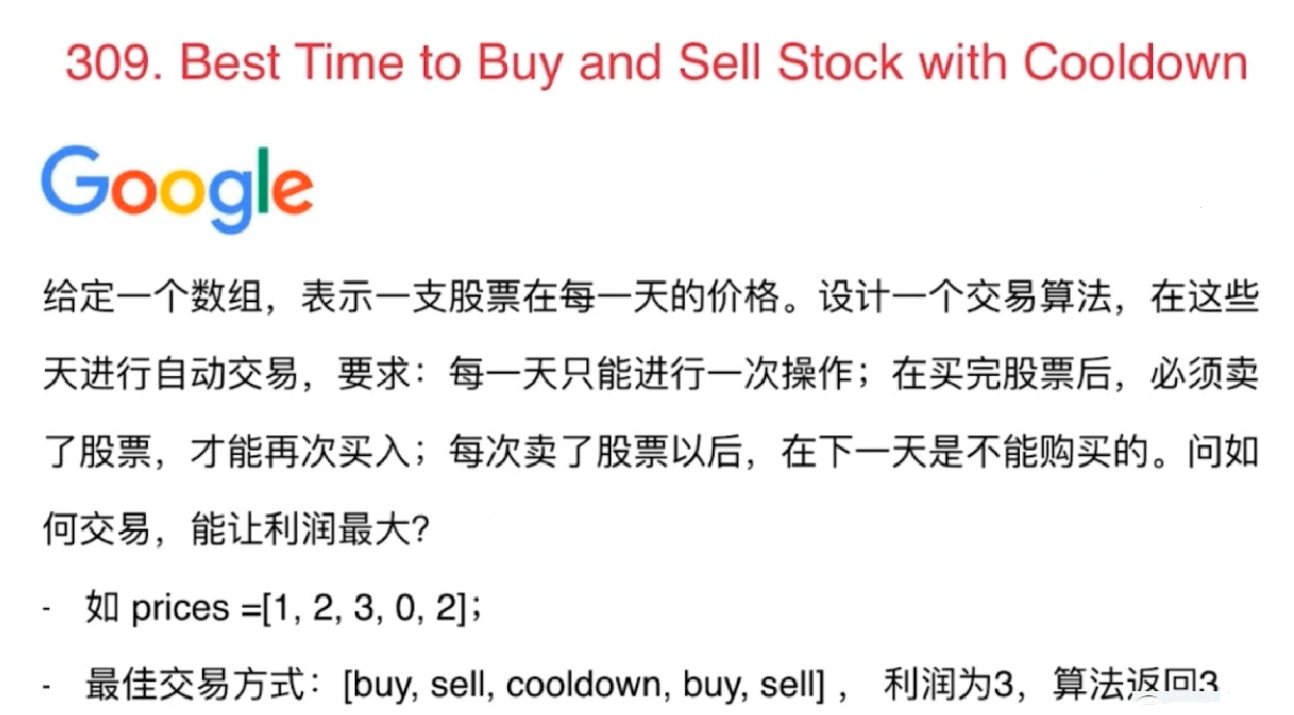 309. Best Time to Buy and Sell Stock with Cooldown
Google
给定一个数组，表示一支股票在每一天的价格。设计一个交易算法，在这些
天进行自动交易，要求：每一天只能进行一次操作；在买完股票后，必须卖
了股票，才能再次买入；每次卖了股票以后，在下一天是不能购买的。问如
何交易，能让利润最大？
- 如 prices =[1, 2, 3, 0, 2]；
- 最佳交易方式：[buy, sell, cooldown, buy, sell] ， 利润为3，算法返回3